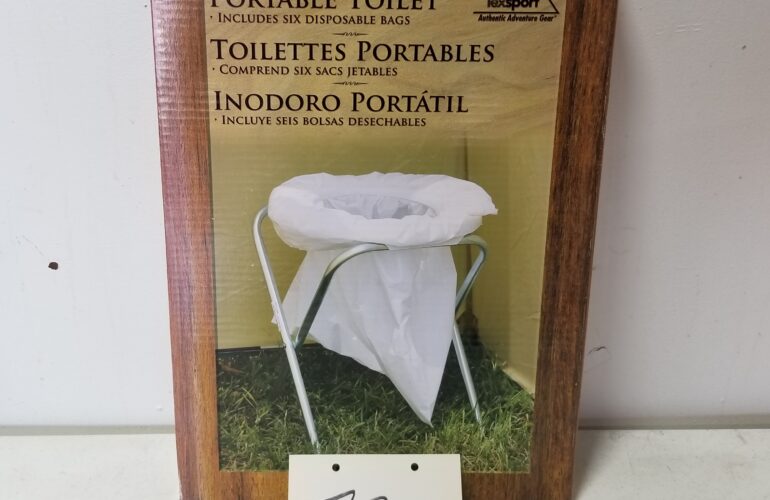 PORTABLE TOILET
· INCLUDES SIX DISPOSABLE BAGS
Texsport
Authentic Adventure Gear
TOILETTES PORTABLES
· COMPREND SIX SACS JETABLES
INODORO PORTÁTIL
· INCLUYE SEIS BOLSAS DESECHABLES